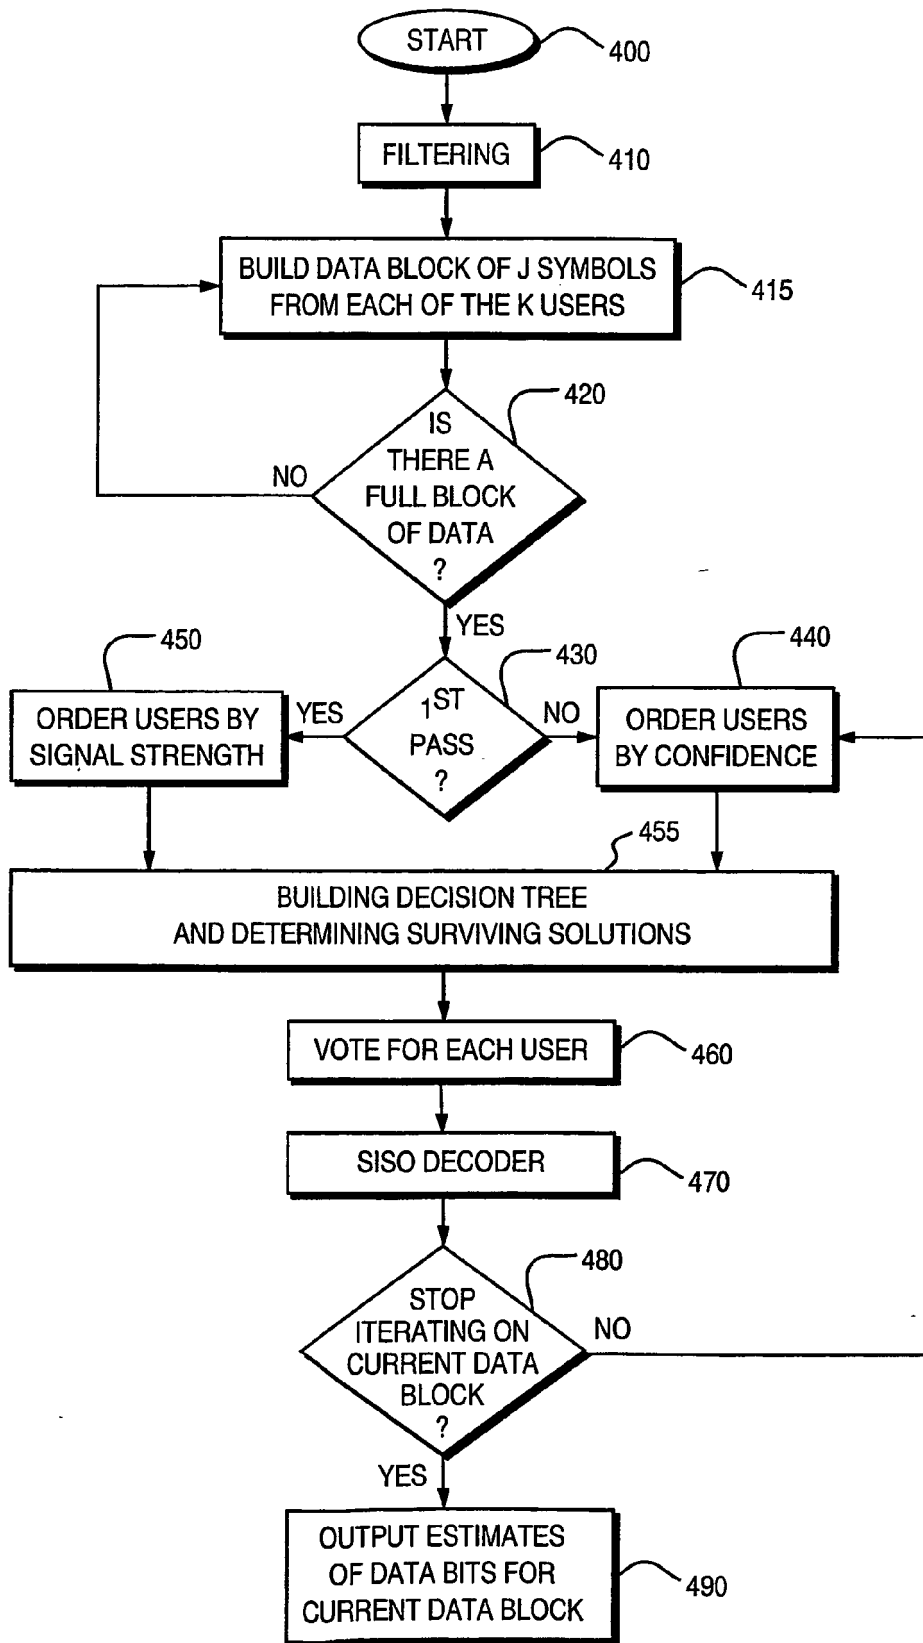 START
400
FILTERING
410
BUILD DATA BLOCK OF J SYMBOLS
FROM EACH OF THE K USERS
415
420
IS
THERE A
FULL BLOCK
OF DATA
?
NO
YES
450
430
440
ORDER USERS BY
SIGNAL STRENGTH
YES
1ST
PASS
?
NO
ORDER USERS
BY CONFIDENCE
455
BUILDING DECISION TREE
AND DETERMINING SURVIVING SOLUTIONS
VOTE FOR EACH USER
460
SISO DECODER
470
480
STOP
ITERATING ON
CURRENT DATA
BLOCK
?
NO
YES
OUTPUT ESTIMATES
OF DATA BITS FOR
CURRENT DATA BLOCK
490